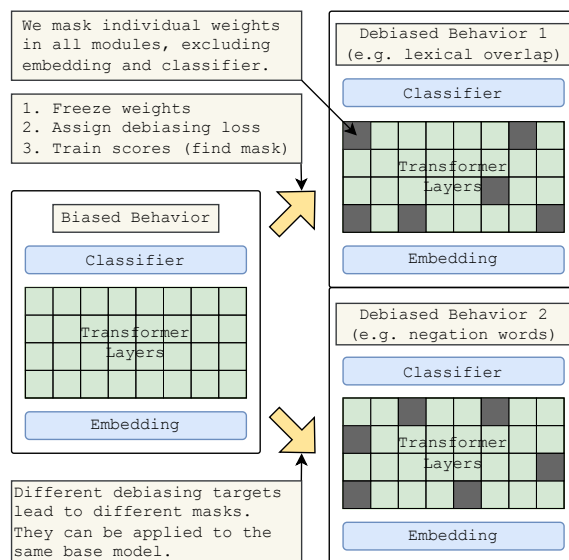 We mask individual weights
in all modules, excluding
embedding and classifier.
1. Freeze weights
2. Assign debiasing loss
3. Train scores (find mask)
Biased Behavior
Classifier
Transformer
Layers
Embedding
Different debiasing targets
lead to different masks.
They can be applied to the
same base model.
Debiased Behavior 1
(e.g. lexical overlap)
Classifier
Transformer
Layers
Embedding
Debiased Behavior 2
(e.g. negation words)
Classifier
Transformer
Layers
Embedding